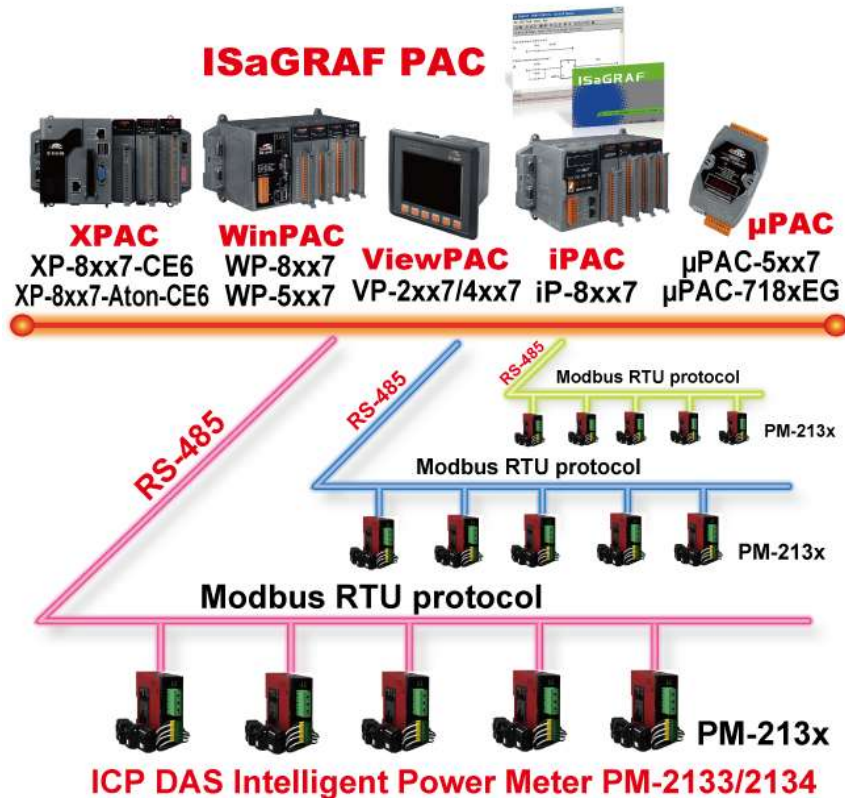 ISaGRAF PAC
ISaGRAF
XPAC
XP-8xx7-CE6
XP-8xx7-Aton-CE6
WinPAC
WP-8xx7
WP-5xx7
ViewPAC
VP-2xx7/4xx7
iPAC
iP-8xx7
µPAC
µPAC-5xx7
µPAC-718xEG
RS-485
Modbus RTU protocol
PM-213x
RS-485
Modbus RTU protocol
PM-213x
RS-485
Modbus RTU protocol
PM-213x
ICP DAS Intelligent Power Meter PM-2133/2134